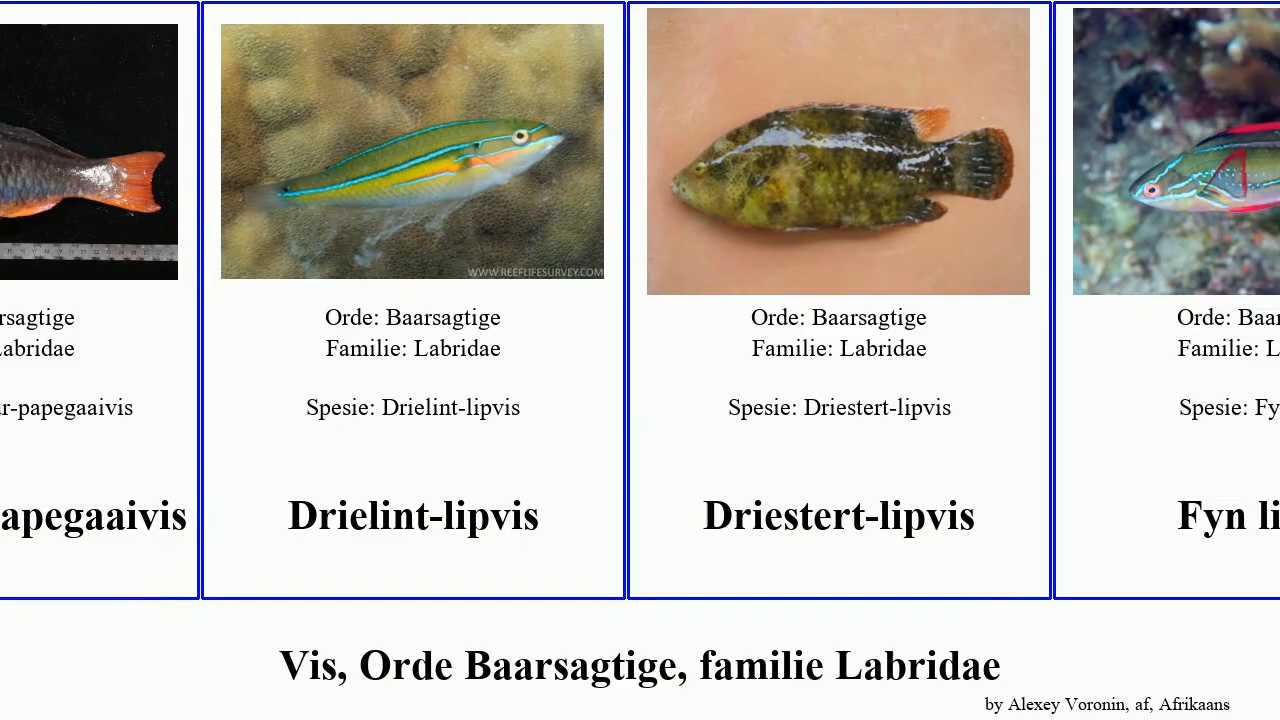 WWW.REEFLIFESURVEY.COM
rsagtige
abridae
r-papegaaivis
apegaaivis
Orde: Baarsagtige
Familie: Labridae
Spesie: Drielint-lipvis
Drielint-lipvis
Orde: Baarsagtige
Familie: Labridae
Spesie: Driestert-lipvis
Driestert-lipvis
Orde: Baar
Familie: L
Spesie: Fy
Fyn li
Vis, Orde Baarsagtige, familie Labridae
by Alexey Voronin, af, Afrikaans